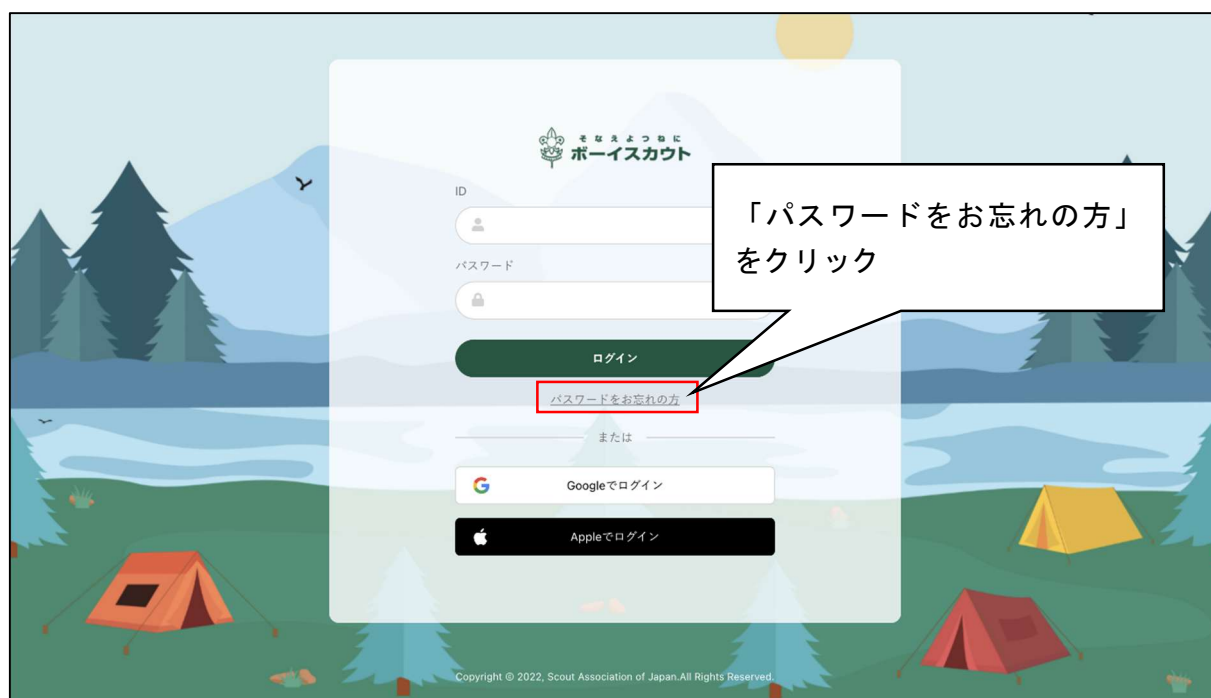 そなえよつねに
ボーイスカウト
ID
パスワード
ログイン
パスワードをお忘れの方
または
Googleでログイン
Appleでログイン
「パスワードをお忘れの方」
をクリック
Copyright © 2022, Scout Association of Japan.All Rights Reserved.